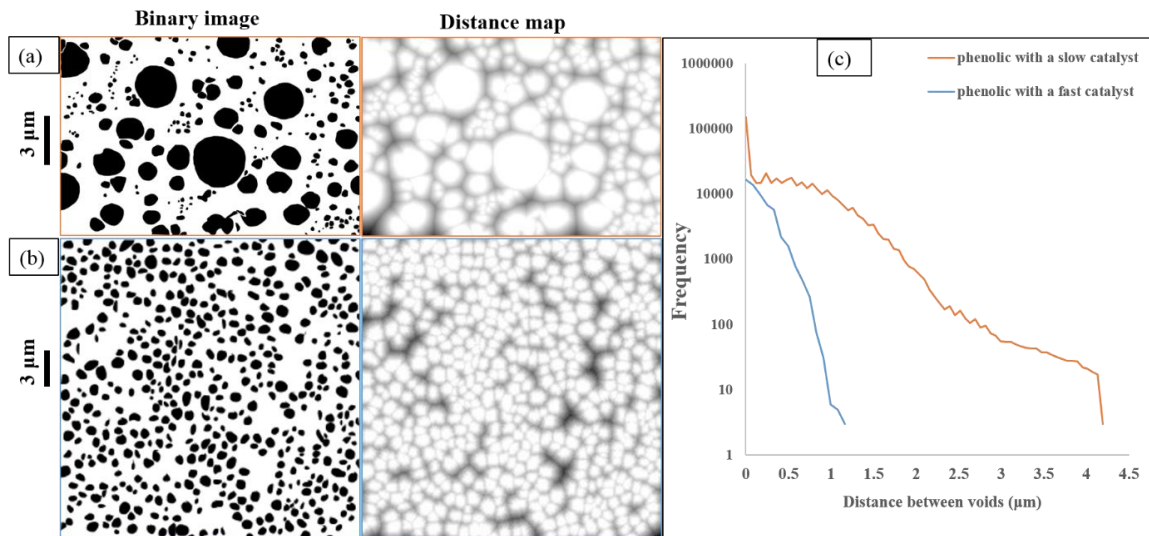 Binary image
Distance map
(a)
3 µm
(b)
3 µm
(c)
phenolic with a slow catalyst
phenolic with a fast catalyst
Frequency
1000000
100000
10000
1000
100
10
1
0 0.5 1 1.5 2 2.5 3 3.5 4 4.5
Distance between voids (µm)